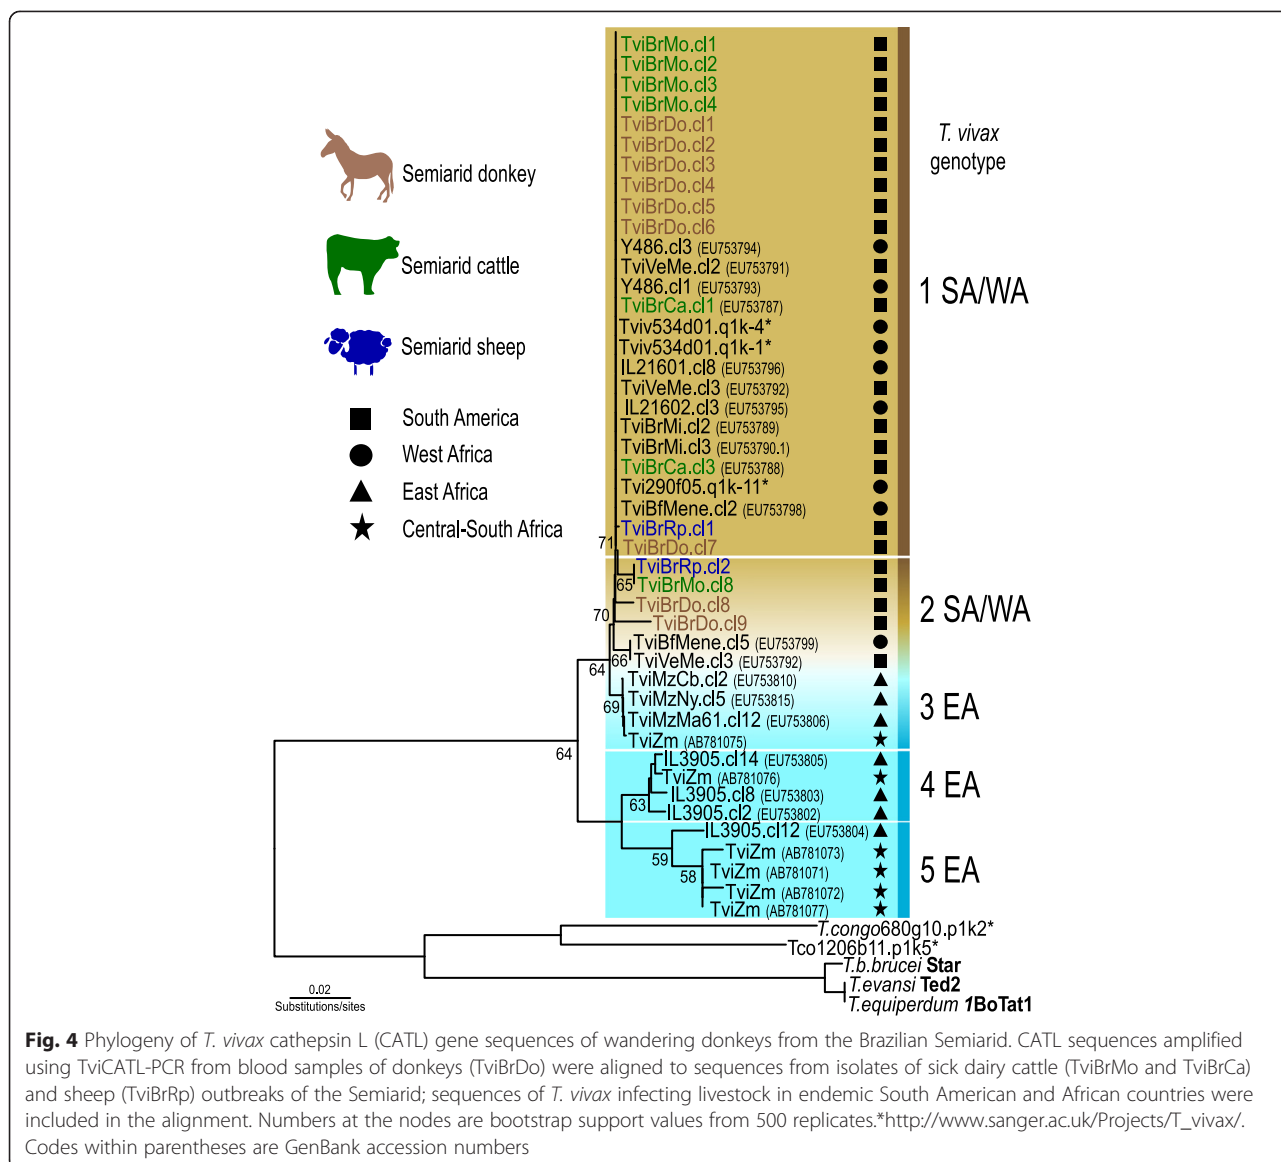 TviBrMo.cl1
TviBrMo.cl2
TviBrMo.cl3
TviBrMo.cl4
TviBrDo.cl1
TviBrDo.cl2
TviBrDo.cl3
TviBrDo.cl4
TviBrDo.cl5
TviBrDo.cl6
Y486.cl3 (EU753794)
TviVeMe.cl2 (EU753791)
Y486.cl1 (EU753793)
TviBrCa.cl1 (EU753787)
Tviv534d01.q1k-4*
Tviv534d01.q1k-1*
IL21601.cl8 (EU753796)
TviVeMe.cl3 (EU753792)
IL21602.cl3 (EU753795)
TviBrMi.cl2 (EU753789)
TviBrMi.cl3 (EU753790.1)
TviBrCa.cl3 (EU753788)
Tvi290f05.q1k-11*
TviBfMene.cl2 (EU753798)
TviBrRp.cl1
TviBrDo.cl7
TviBrRp.cl2
TviBrMo.cl8
TviBrDo.cl8
TviBrDo.cl9
TviBfMene.cl5 (EU753799)
TviVeMe.cl3 (EU753792)
TviMzCb.cl2 (EU753810)
TviMzNy.cl5 (EU753815)
TviMzMa61.cl12 (EU753806)
TviZm (AB781075)
IL3905.cl14 (EU753805)
TviZm (AB781076)
IL3905.cl8 (EU753803)
IL3905.cl2 (EU753802)
IL3905.cl12 (EU753804)
TviZm (AB781073)
TviZm (AB781071)
TviZm (AB781072)
TviZm (AB781077)
T.congo680g10.p1k2*
Tco1206b11.p1k5*
T.b.brucei Star
T.evansi Ted2
T.equiperdum 1BoTat1
T. vivax
genotype
1 SA/WA
2 SA/WA
3 EA
4 EA
5 EA
Semiarid donkey
Semiarid cattle
Semiarid sheep
South America
West Africa
East Africa
Central-South Africa
71
65
70
66
64
69
64
63
59
58
0.02
Substitutions/sites
Fig. 4 Phylogeny of T. vivax cathepsin L (CATL) gene sequences of wandering donkeys from the Brazilian Semiarid. CATL sequences amplified
using TviCATL-PCR from blood samples of donkeys (TviBrDo) were aligned to sequences from isolates of sick dairy cattle (TviBrMo and TviBrCa)
and sheep (TviBrRp) outbreaks of the Semiarid; sequences of T. vivax infecting livestock in endemic South American and African countries were
included in the alignment. Numbers at the nodes are bootstrap support values from 500 replicates.*http://www.sanger.ac.uk/Projects/T_vivax/.
Codes within parentheses are GenBank accession numbers